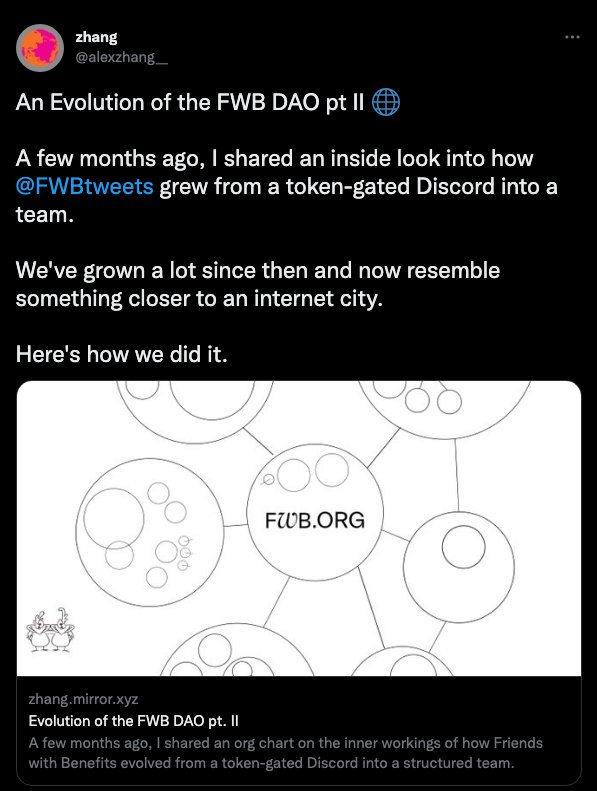 zhang
@alexzhang__
An Evolution of the FWB DAO pt II 🌐
A few months ago, I shared an inside look into how
@FWBtweets grew from a token-gated Discord into a
team.
We've grown a lot since then and now resemble
something closer to an internet city.
Here's how we did it.
FWB.ORG
zhang.mirror.xyz
Evolution of the FWB DAO pt. II
A few months ago, I shared an org chart on the inner workings of how Friends
with Benefits evolved from a token-gated Discord into a structured team.